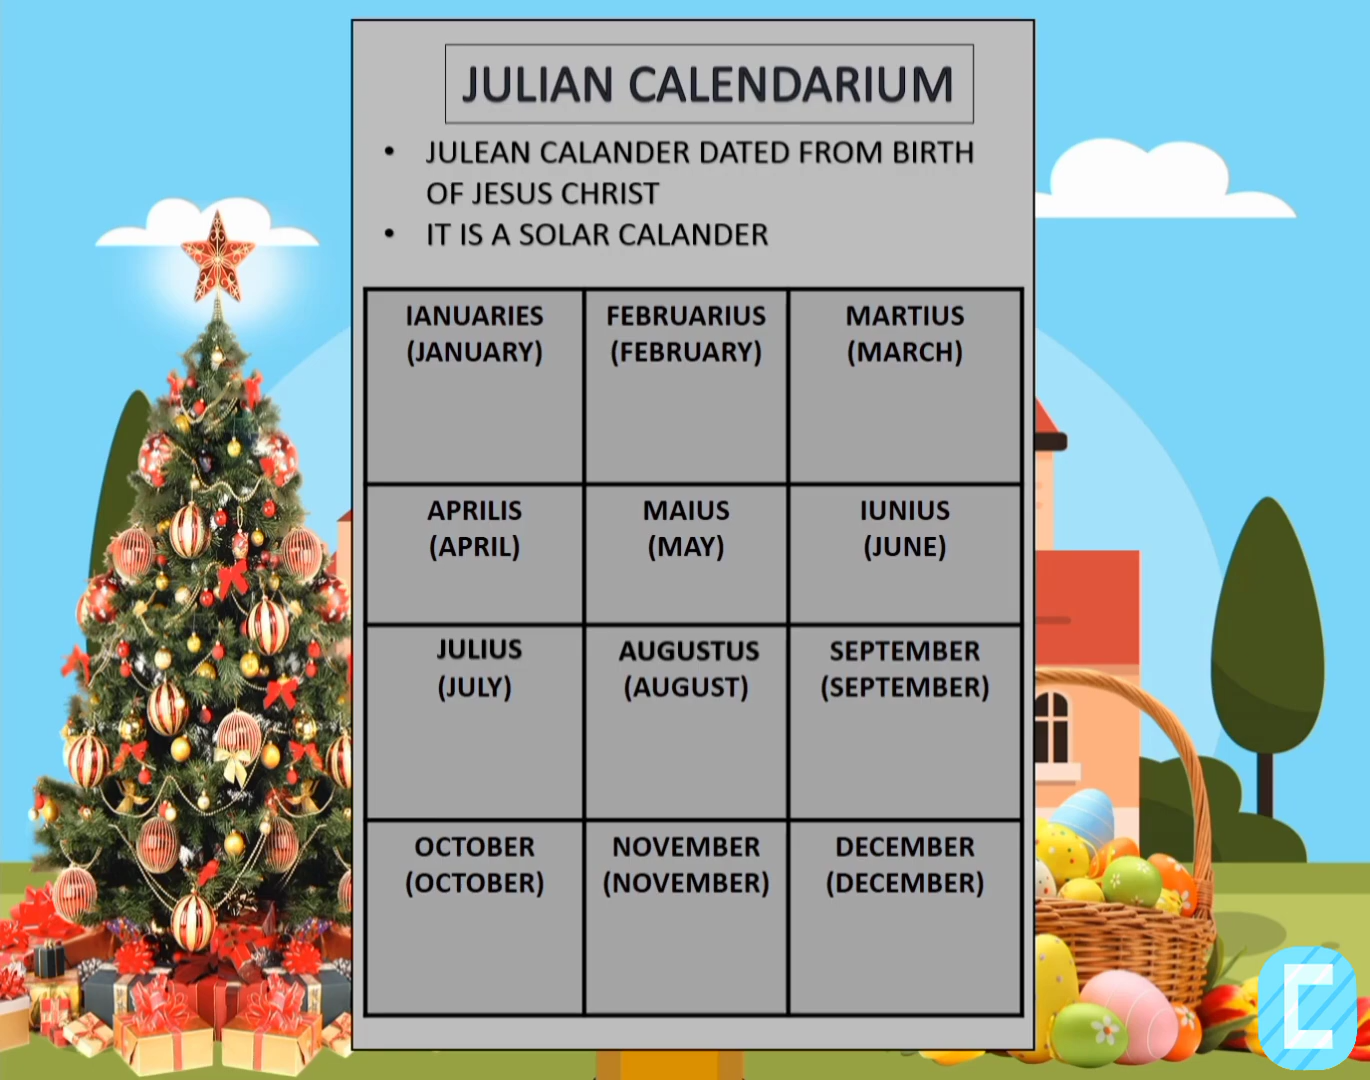 JULIAN CALENDARIUM
• JULEAN CALANDER DATED FROM BIRTH
OF JESUS CHRIST
• IT IS A SOLAR CALANDER
IANUARIES
(JANUARY)
FEBRUARIUS
(FEBRUARY)
MARTIUS
(MARCH)
APRILIS
(APRIL)
MAIUS
(MAY)
IUNIUS
(JUNE)
JULIUS
(JULY)
AUGUSTUS
(AUGUST)
SEPTEMBER
(SEPTEMBER)
OCTOBER
(OCTOBER)
NOVEMBER
(NOVEMBER)
DECEMBER
(DECEMBER)
C